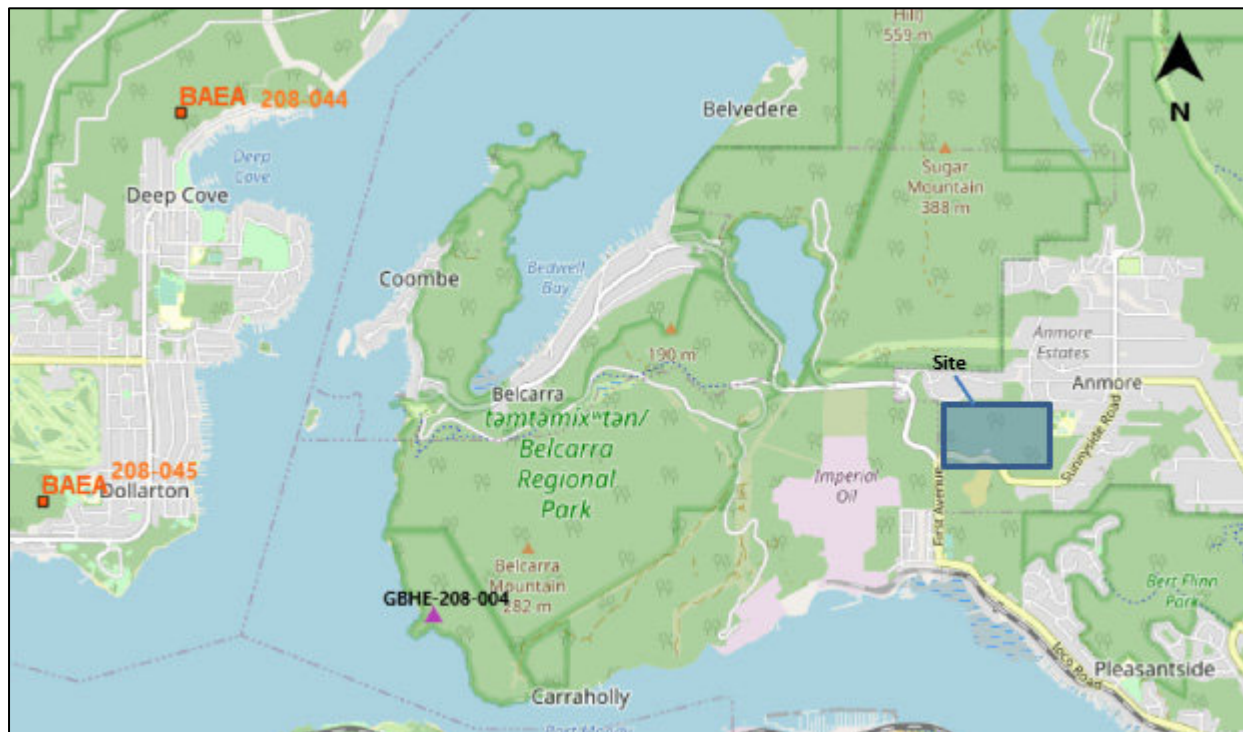 Hill)
559 m
BAEA 208-044
N
Belvedere
Deep
Cove
Sugar
Mountain
388 m
Deep Cove
Coombe
Bedwell
Bay
Anmore
Estates
190 m
Site
Anmore
Belcarra
təmtəmíxʷtən/
Belcarra
Regional
Park
Sunnyside Road
BAEA 208-045
Dollarton
Imperial
Oil
First Avenue
Belcarra
Mountain
282 m
GBHE-208-004
Bert Flinn
Park
Ioco Road
Pleasantside
Carraholly
Port Moody